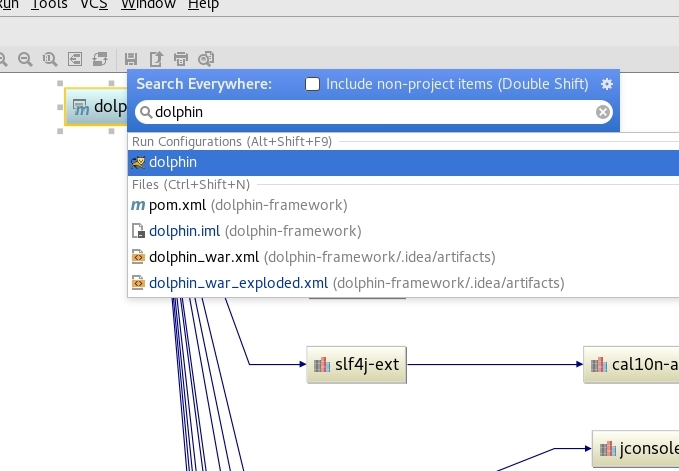 Run Tools VCS Window Help
Search Everywhere: Include non-project items (Double Shift)
dolphin
Run Configurations (Alt+Shift+F9)
dolphin
Files (Ctrl+Shift+N)
pom.xml (dolphin-framework)
dolphin.iml (dolphin-framework)
dolphin_war.xml (dolphin-framework/.idea/artifacts)
dolphin_war_exploded.xml (dolphin-framework/.idea/artifacts)
dolp
slf4j-ext
cal10n-a
jconsole